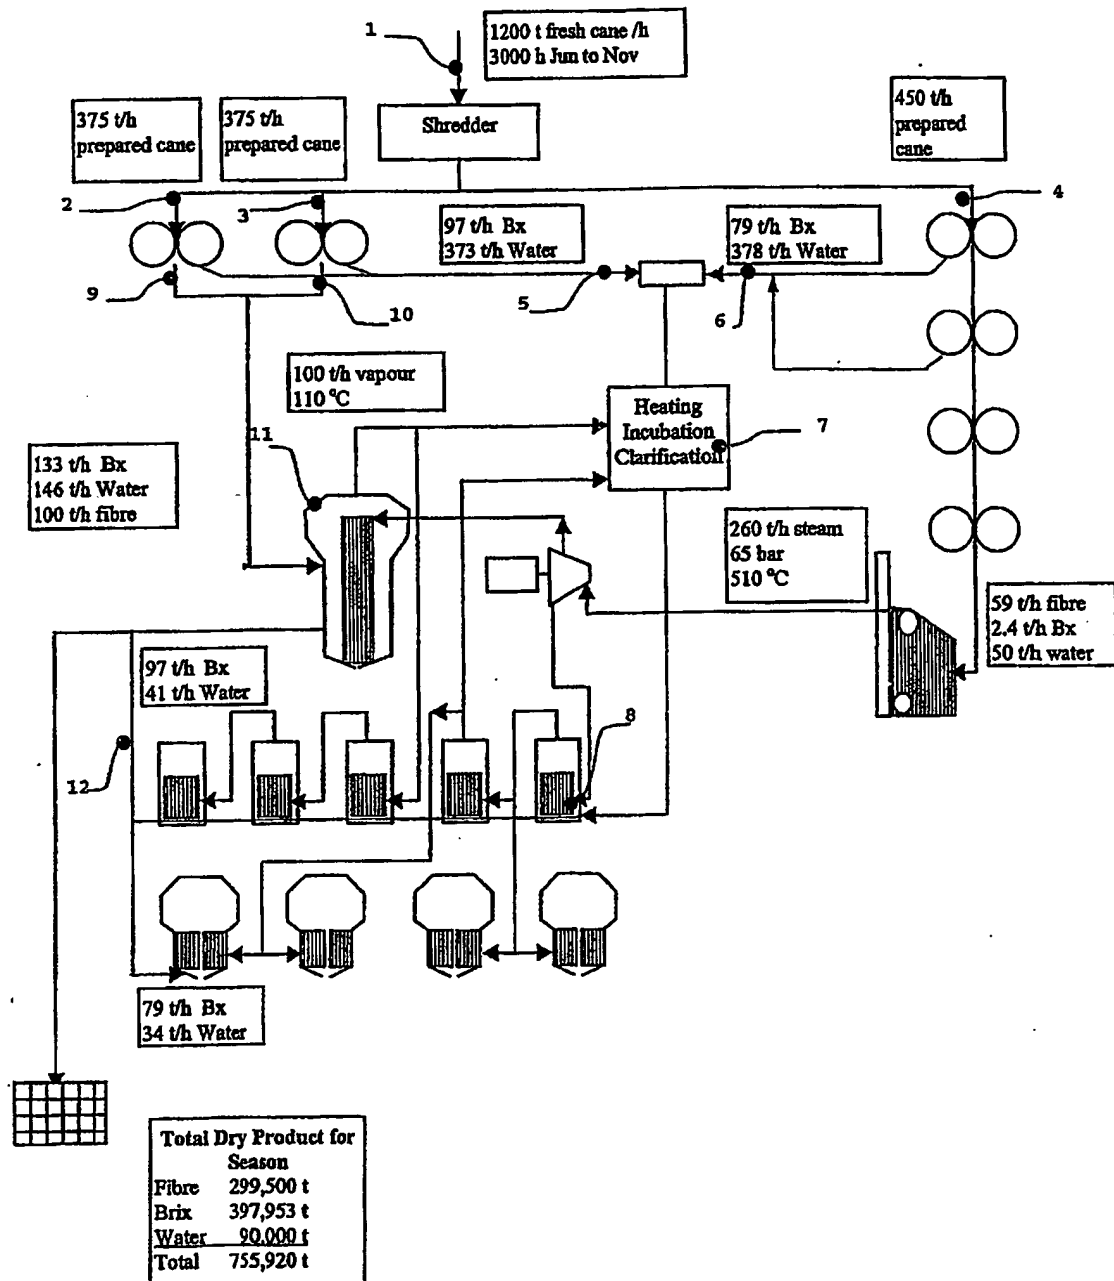 1
1200 t fresh cane /h
3000 h Jun to Nov
375 t/h
prepared cane
375 t/h
prepared cane
Shredder
450 t/h
prepared
cane
2
3
4
97 t/h Bx
373 t/h Water
79 t/h Bx
378 t/h Water
9
10
5
6
100 t/h vapour
110 °C
Heating
Incubation
Clarification
7
11
133 t/h Bx
146 t/h Water
100 t/h fibre
260 t/h steam
65 bar
510 °C
59 t/h fibre
2.4 t/h Bx
50 t/h water
97 t/h Bx
41 t/h Water
8
12
79 t/h Bx
34 t/h Water
Total Dry Product for
Season
Fibre 299,500 t
Brix 397,953 t
Water 90.000 t
Total 755,920 t